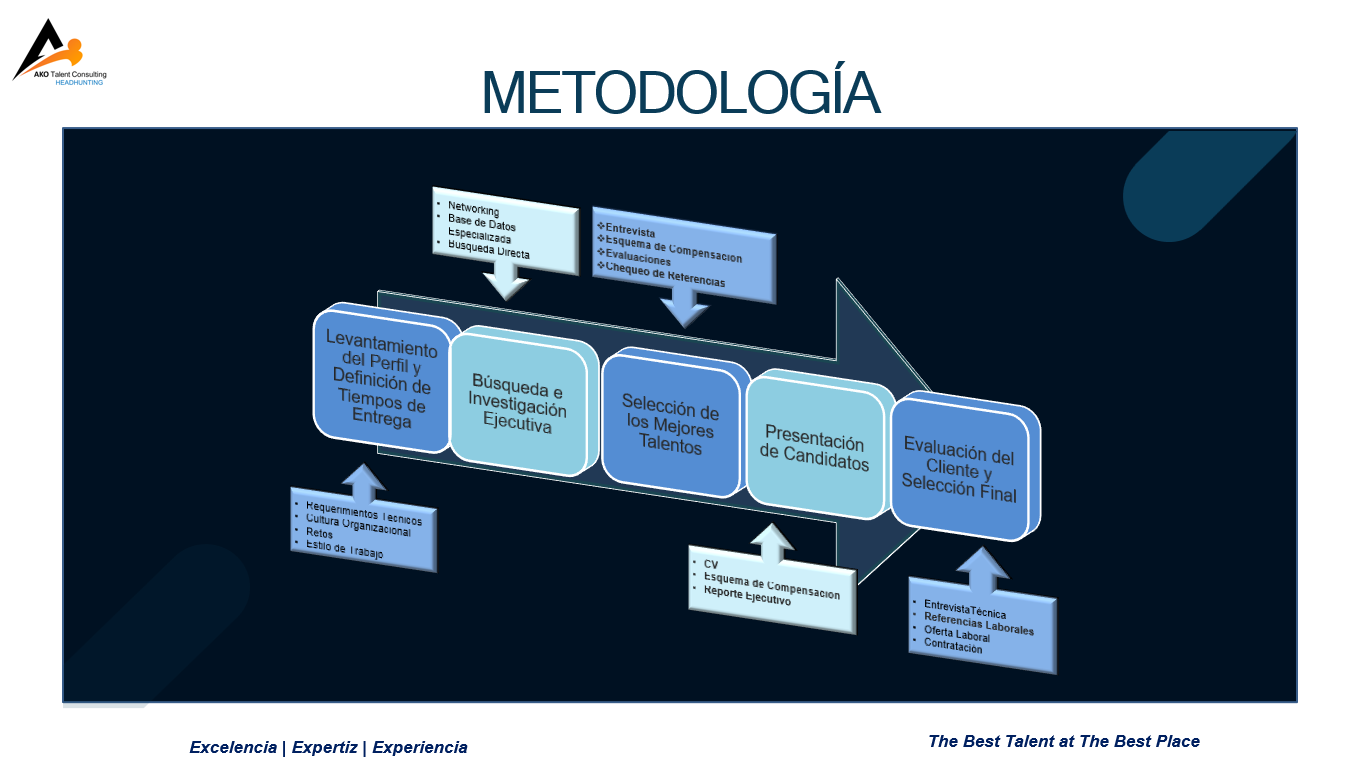 AKO Talent Consulting
HEADHUNTING
METODOLOGÍA
• Networking
• Base de Datos
Especializada
• Búsqueda Directa
❖Entrevista
❖Esquema de Compensación
❖Evaluaciones
❖Chequeo de Referencias
Levantamiento
del Perfil y
Definición de
Tiempos de
Entrega
Búsqueda e
Investigación
Ejecutiva
Selección de
los Mejores
Talentos
Presentación
de Candidatos
Evaluación del
Cliente y
Selección Final
• Requerimientos Técnicos
• Cultura Organizacional
• Retos
• Estilo de Trabajo
• CV
• Esquema de Compensación
• Reporte Ejecutivo
• EntrevistaTécnica
• Referencias Laborales
• Oferta Laboral
• Contratación
Excelencia | Expertiz | Experiencia
The Best Talent at The Best Place